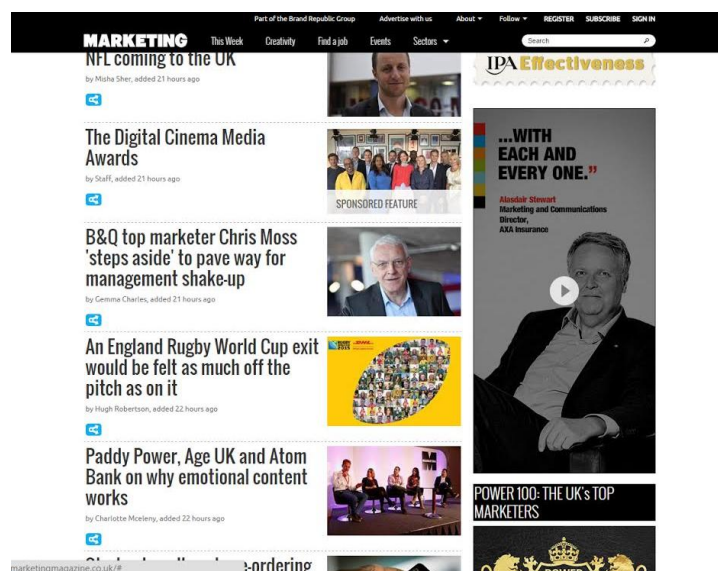 Part of the Brand Republic Group Advertise with us About Follow REGISTER SUBSCRIBE SIGN IN
MARKETING This Week Creativity Find a job Events Sectors Search
NFL coming to the UK
by Misha Sher, added 21 hours ago
The Digital Cinema Media
Awards
by Staff, added 21 hours ago
SPONSORED FEATURE
B&Q top marketer Chris Moss
'steps aside' to pave way for
management shake-up
by Gemma Charles, added 21 hours ago
An England Rugby World Cup exit
would be felt as much off the
pitch as on it
by Hugh Robertson, added 22 hours ago
Paddy Power, Age UK and Atom
Bank on why emotional content
works
by Charlotte Mceleny, added 22 hours ago
e-ordering
marketingmagazine.co.uk/#
IPA Effectiveness
...WITH
EACH AND
EVERY ONE.”
Alasdair Stewart
Marketing and Communications
Director,
AXA Insurance
POWER 100: THE UK's TOP
MARKETERS
POWER